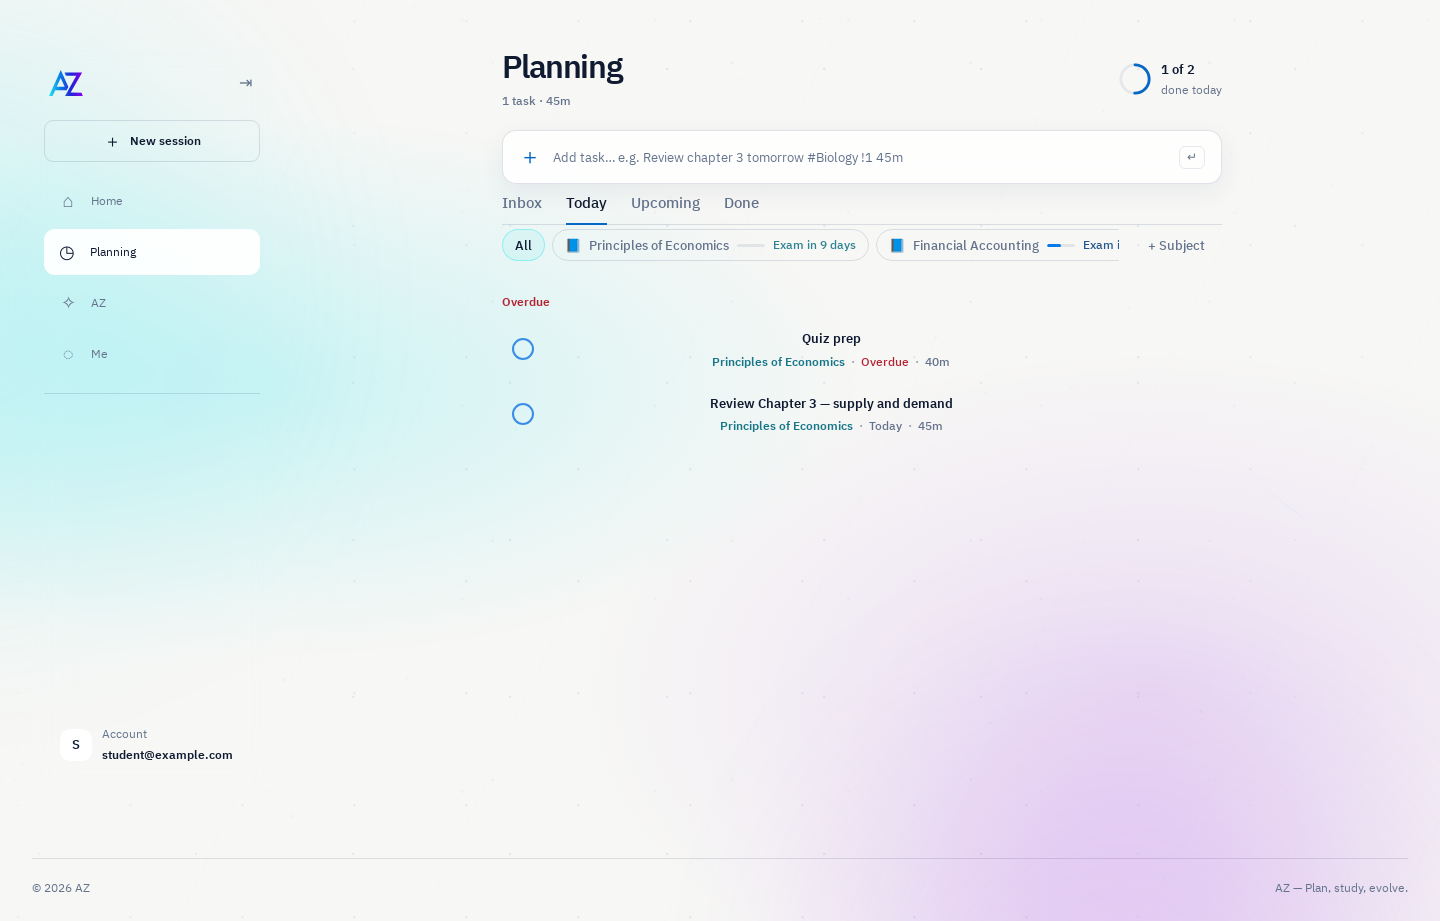 AZ
New session
Home
Planning
AZ
Me
Account
S
student@example.com
Planning
1 task · 45m
1 of 2
done today
+ Add task... e.g. Review chapter 3 tomorrow #Biology !1 45m ↵
Inbox Today Upcoming Done
All Principles of Economics Exam in 9 days Financial Accounting Exam i + Subject
Overdue
Quiz prep
Principles of Economics · Overdue · 40m
Review Chapter 3 — supply and demand
Principles of Economics · Today · 45m
© 2026 AZ
AZ — Plan, study, evolve.